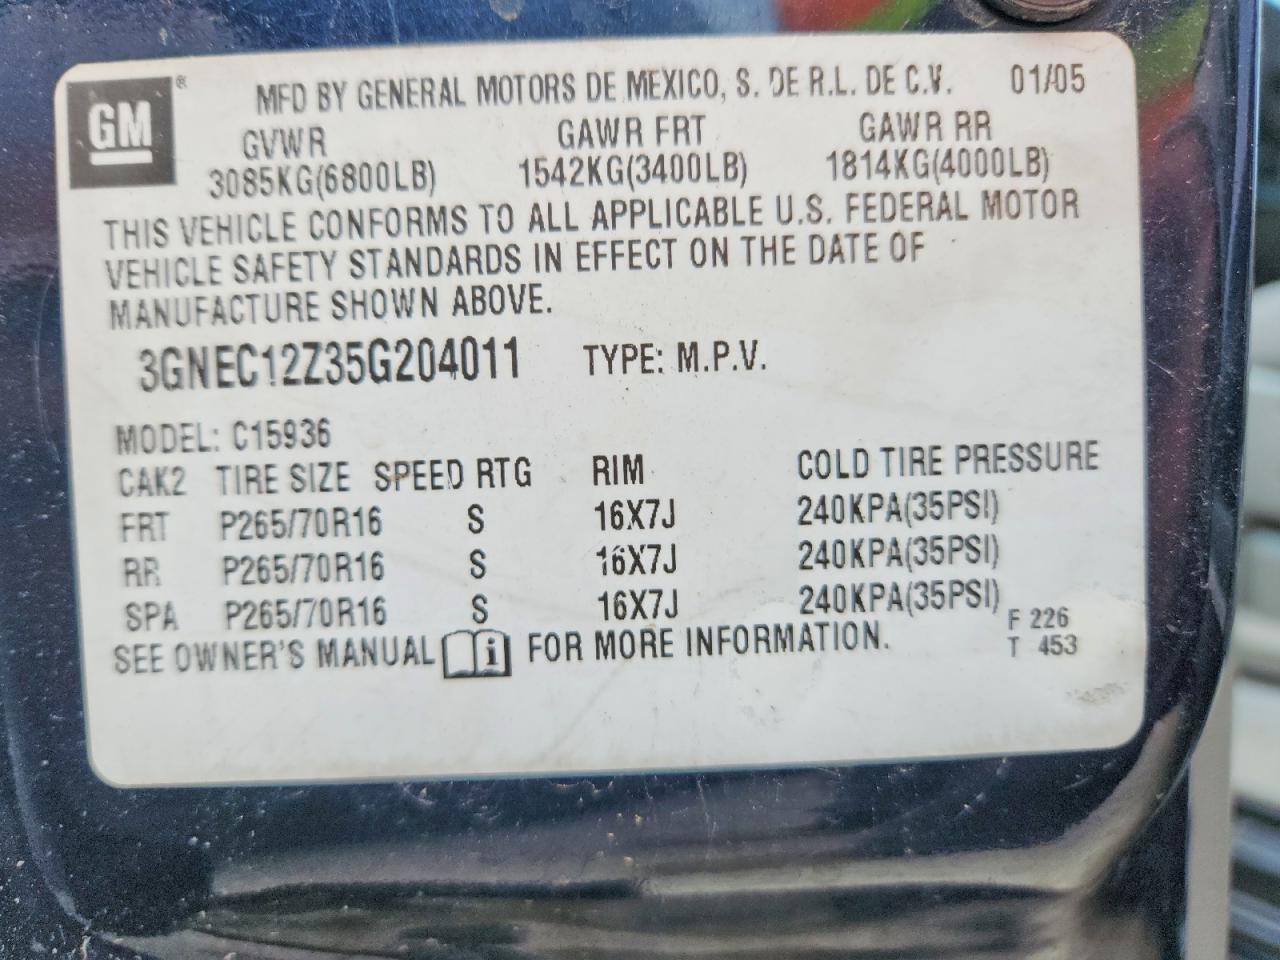 GM ®
MFD BY GENERAL MOTORS DE MEXICO, S. DE R.L. DE C.V. 01/05
GVWR GAWR FRT GAWR RR
3085KG(6800LB) 1542KG(3400LB) 1814KG(4000LB)
THIS VEHICLE CONFORMS TO ALL APPLICABLE U.S. FEDERAL MOTOR
VEHICLE SAFETY STANDARDS IN EFFECT ON THE DATE OF
MANUFACTURE SHOWN ABOVE.
3GNEC12Z35G204011 TYPE: M.P.V.
MODEL: C15936
CAK2 TIRE SIZE SPEED RTG RIM COLD TIRE PRESSURE
FRT P265/70R16 S 16X7J 240KPA(35PSI)
RR P265/70R16 S 16X7J 240KPA(35PSI)
SPA P265/70R16 S 16X7J 240KPA(35PSI)
SEE OWNER'S MANUAL i FOR MORE INFORMATION.
F 226
T 453